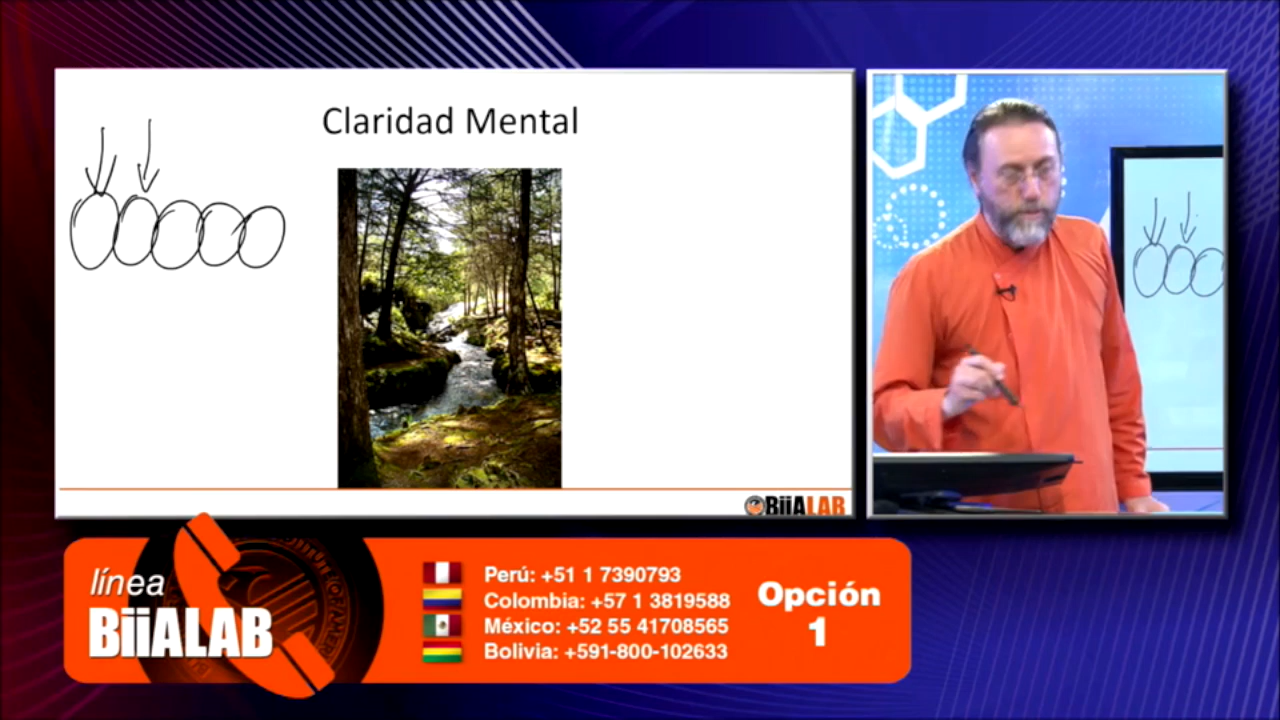 Claridad Mental
BiiALAB
línea
BiiALAB
Perú: +51 1 7390793
Colombia: +57 1 3819588
México: +52 55 41708565
Bolivia: +591-800-102633
Opción
1